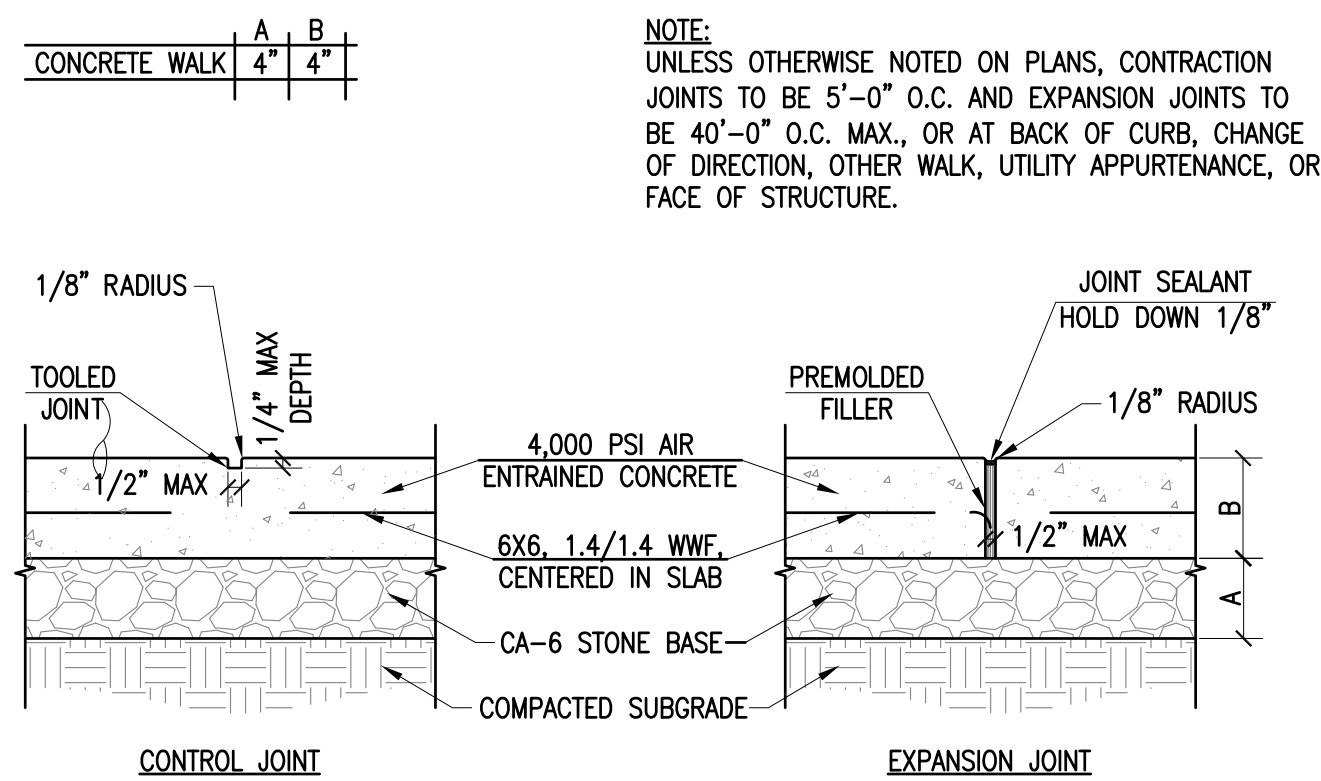 A B
CONCRETE WALK 4” 4”
NOTE:
UNLESS OTHERWISE NOTED ON PLANS, CONTRACTION
JOINTS TO BE 5’-0” O.C. AND EXPANSION JOINTS TO
BE 40’-0” O.C. MAX., OR AT BACK OF CURB, CHANGE
OF DIRECTION, OTHER WALK, UTILITY APPURTENANCE, OR
FACE OF STRUCTURE.
1/8” RADIUS
1/4” MAX
DEPTH
TOOLED
JOINT
1/2” MAX
4,000 PSI AIR
ENTRAINED CONCRETE
6X6, 1.4/1.4 WWF,
CENTERED IN SLAB
CA-6 STONE BASE
COMPACTED SUBGRADE
JOINT SEALANT
HOLD DOWN 1/8”
PREMOLDED
FILLER
1/8” RADIUS
1/2” MAX
B
A
CONTROL JOINT
EXPANSION JOINT